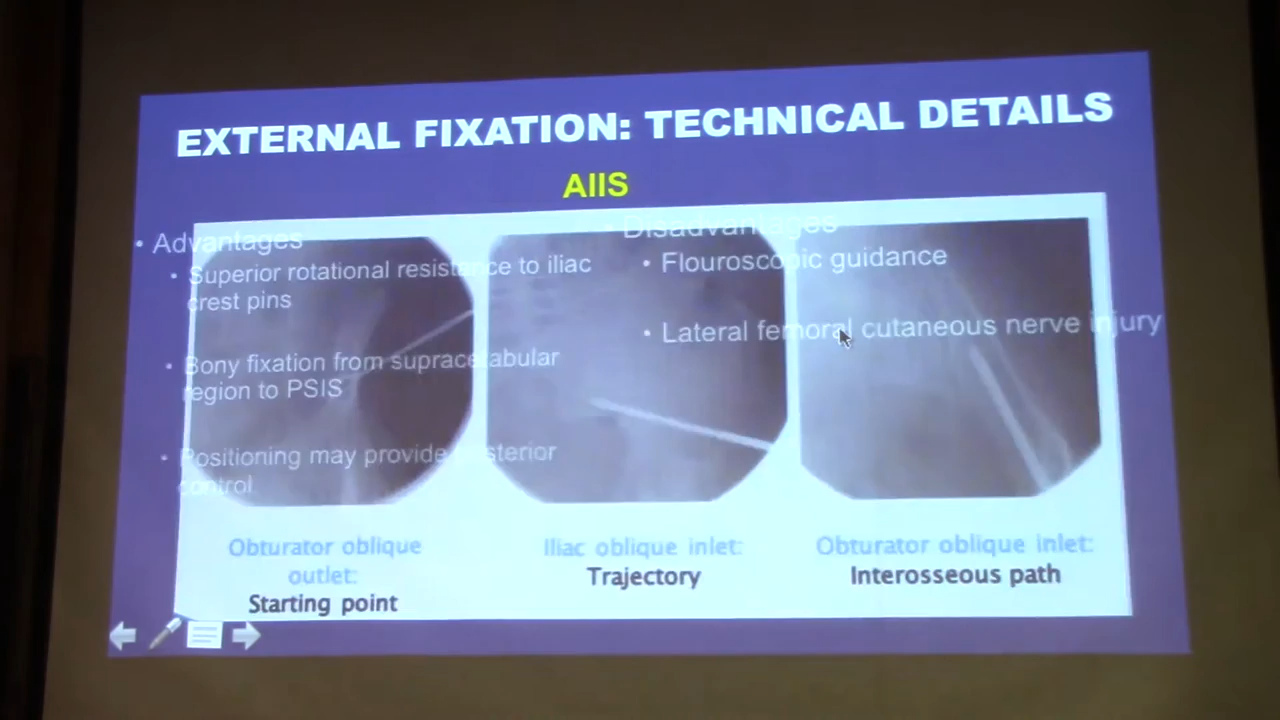 EXTERNAL FIXATION: TECHNICAL DETAILS
AIIS
• Advantages
• Superior rotational resistance to iliac
crest pins
• Bony fixation from supracetabular
region to PSIS
• Positioning may provide posterior
control
Disadvantages
• Flouroscopic guidance
• Lateral femoral cutaneous nerve injury
Obturator oblique
outlet:
Starting point
Iliac oblique inlet:
Trajectory
Obturator oblique inlet:
Interosseous path